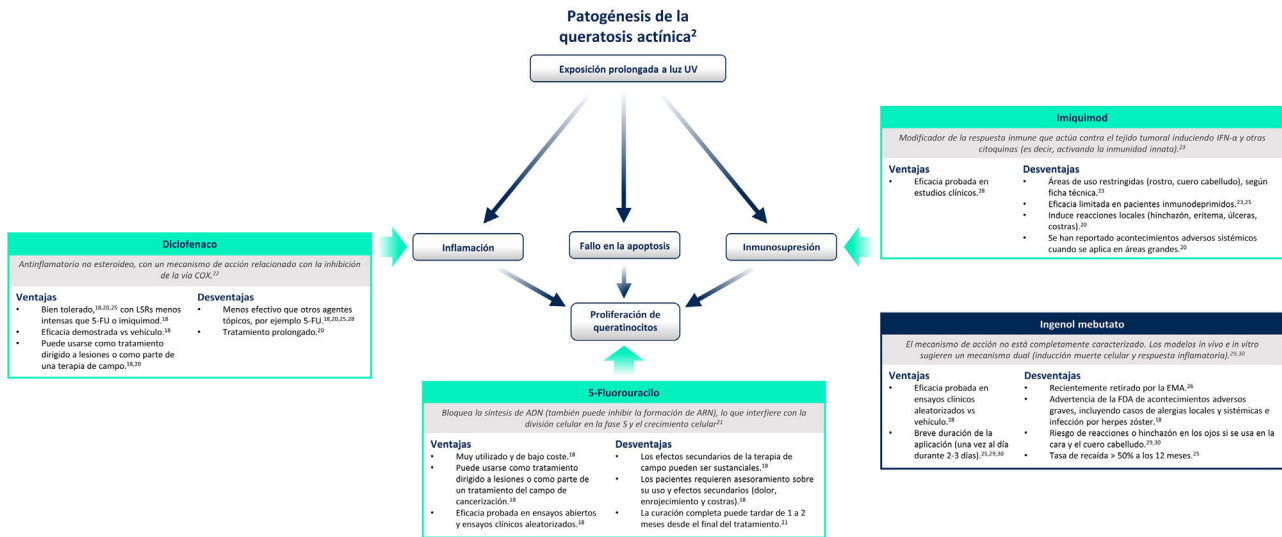 Patogénesis de la
queratosis actínica2
Exposición prolongada a luz UV
Inflamación
Fallo en la apoptosis
Inmunosupresión
Proliferación de
queratinocitos
Diclofenaco
Antinflamatorio no esteroideo, con un mecanismo de acción relacionado con la inhibición
de la vía COX.22
Ventajas
• Bien tolerado,18,20,25 con LSRs menos
intensas que 5-FU o imiquimod.18
• Eficacia demostrada vs vehículo.18
• Puede usarse como tratamiento
dirigido a lesiones o como parte de
una terapia de campo.18,20
Desventajas
• Menos efectivo que otros agentes
tópicos, por ejemplo 5-FU.18,20,25,28
• Tratamiento prolongado.20
5-Fluorouracilo
Bloquea la síntesis de ADN (también puede inhibir la formación de ARN), lo que interfiere con la
división celular en la fase S y el crecimiento celular21
Ventajas
• Muy utilizado y de bajo coste.18
• Puede usarse como tratamiento
dirigido a lesiones o como parte de
un tratamiento del campo de
cancerización.18
• Eficacia probada en ensayos abiertos
y ensayos clínicos aleatorizados.18
Desventajas
• Los efectos secundarios de la terapia de
campo pueden ser sustanciales.18
• Los pacientes requieren asesoramiento sobre
su uso y efectos secundarios (dolor,
enrojecimiento y costras).18
• La curación completa puede tardar de 1 a 2
meses desde el final del tratamiento.21
Imiquimod
Modificador de la respuesta inmune que actúa contra el tejido tumoral induciendo IFN-α y otras
citoquinas (es decir, activando la inmunidad innata).23
Ventajas
• Eficacia probada en
estudios clínicos.28
Desventajas
• Áreas de uso restringidas (rostro, cuero cabelludo), según
ficha técnica.23
• Eficacia limitada en pacientes inmunodeprimidos.23,25
• Induce reacciones locales (hinchazón, eritema, úlceras,
costras).20
• Se han reportado acontecimientos adversos sistémicos
cuando se aplica en áreas grandes.20
Ingenol mebutato
El mecanismo de acción no está completamente caracterizado. Los modelos in vivo e in vitro
sugieren un mecanismo dual (inducción muerte celular y respuesta inflamatoria).29,30
Ventajas
• Eficacia probada en
ensayos clínicos
aleatorizados vs
vehículo.28
• Breve duración de la
aplicación (una vez al día
durante 2-3 días).25,29,30
Desventajas
• Recientemente retirado por la EMA.26
• Advertencia de la FDA de acontecimientos adversos
graves, incluyendo casos de alergias locales y sistémicas e
infección por herpes zóster.18
• Riesgo de reacciones o hinchazón en los ojos si se usa en la
cara y el cuero cabelludo.29,30
• Tasa de recaída > 50% a los 12 meses.25